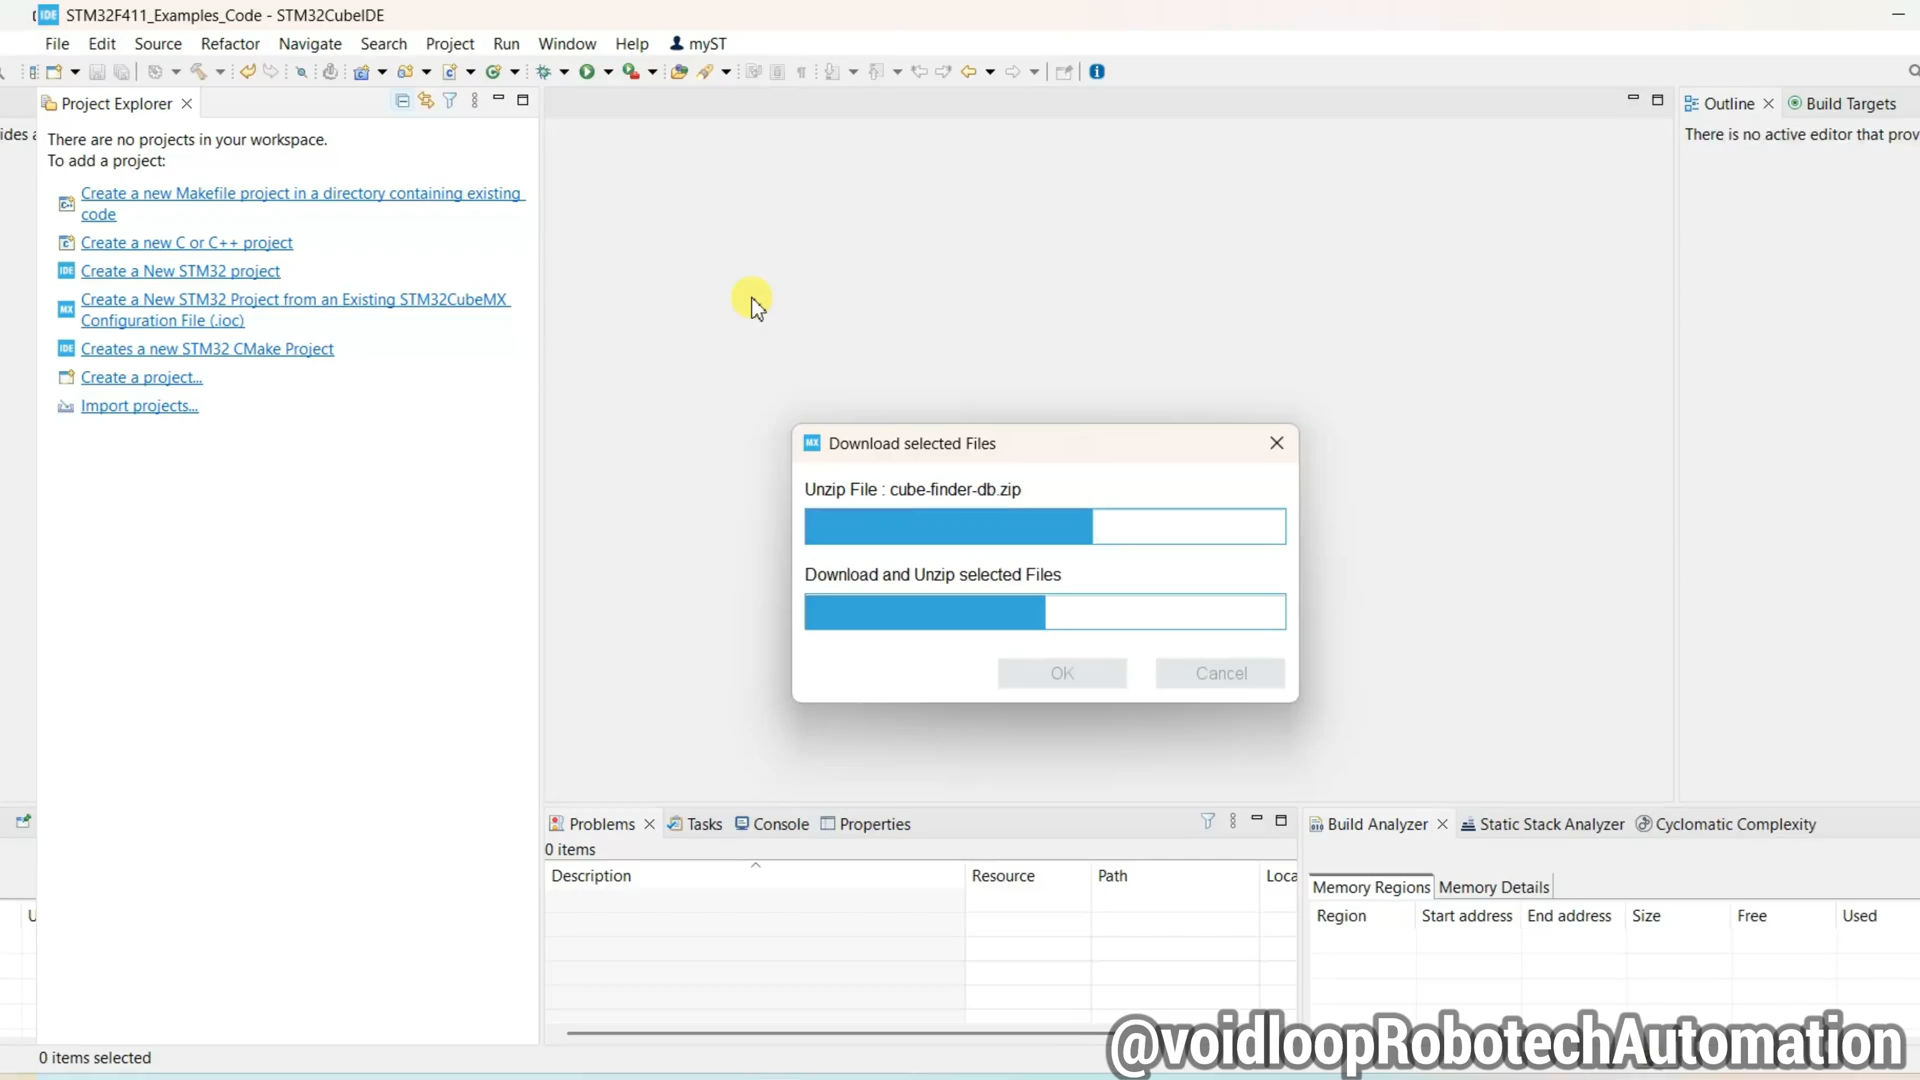 IDE STM32F411_Examples_Code - STM32CubeIDE
File Edit Source Refactor Navigate Search Project Run Window Help myST
Project Explorer
Outline
Build Targets
ides a
There are no projects in your workspace.
To add a project:
There is no active editor that prov
Create a new Makefile project in a directory containing existing
code
Create a new C or C++ project
IDE Create a New STM32 project
MX Create a New STM32 Project from an Existing STM32CubeMX
Configuration File (.ioc)
IDE Creates a new STM32 CMake Project
Create a project...
Import projects...
MX Download selected Files
Unzip File : cube-finder-db.zip
Download and Unzip selected Files
OK Cancel
Problems Tasks Console Properties
0 items
Description Resource Path Loca
Build Analyzer Static Stack Analyzer Cyclomatic Complexity
Memory Regions Memory Details
Region Start address End address Size Free Used
0 items selected
@voidloopRobotechAutomation